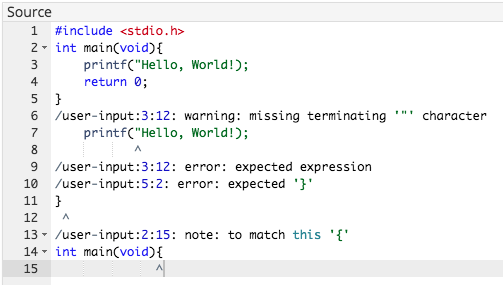 Source
1 #include <stdio.h>
2 int main(void){
3     printf("Hello, World!);
4     return 0;
5 }
6 /user-input:3:12: warning: missing terminating '"' character
7     printf("Hello, World!);
8            ^
9 /user-input:3:12: error: expected expression
10 /user-input:5:2: error: expected '}'
11 }
12  ^
13 /user-input:2:15: note: to match this '{'
14 int main(void){
15               ^